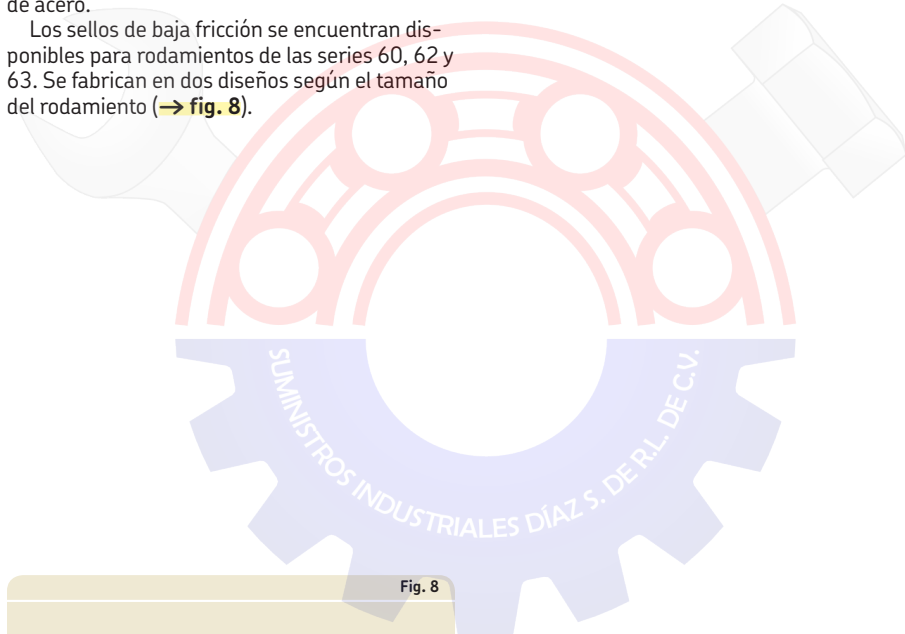 de acero.
Los sellos de baja fricción se encuentran dis-
ponibles para rodamientos de las series 60, 62 y
63. Se fabrican en dos diseños según el tamaño
del rodamiento (→ fig. 8).
SUMINISTROS INDUSTRIALES DÍAZ S. DE R.L. DE C.V.
Fig. 8